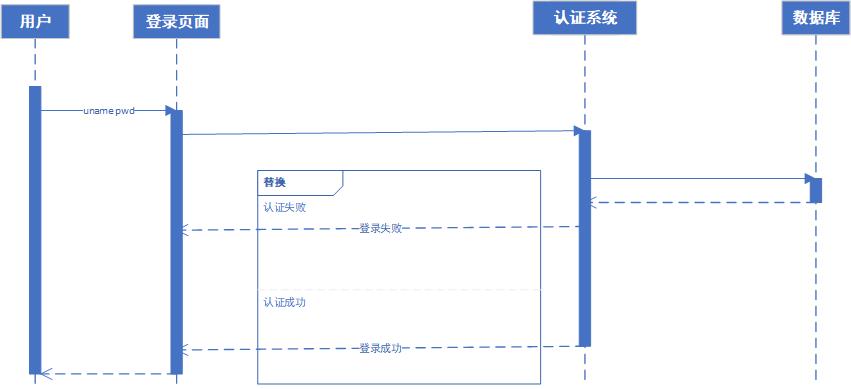 用户
登录页面
认证系统
数据库
uname pwd
替换
认证失败
登录失败
认证成功
登录成功